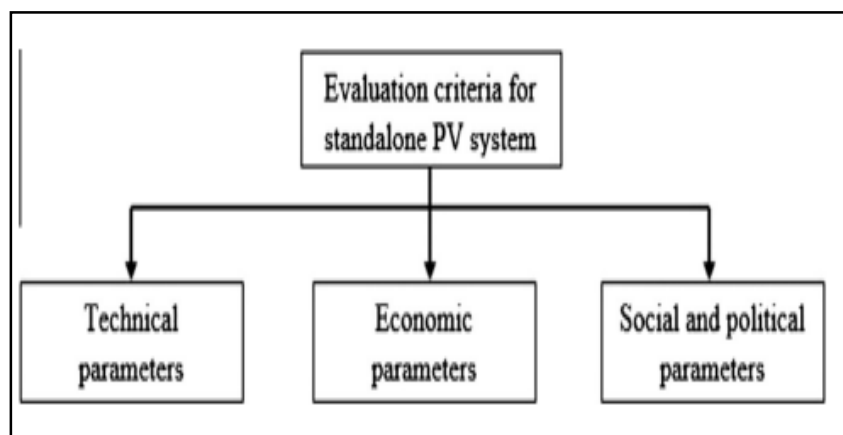 Evaluation criteria for
standalone PV system
Technical
parameters
Economic
parameters
Social and political
parameters